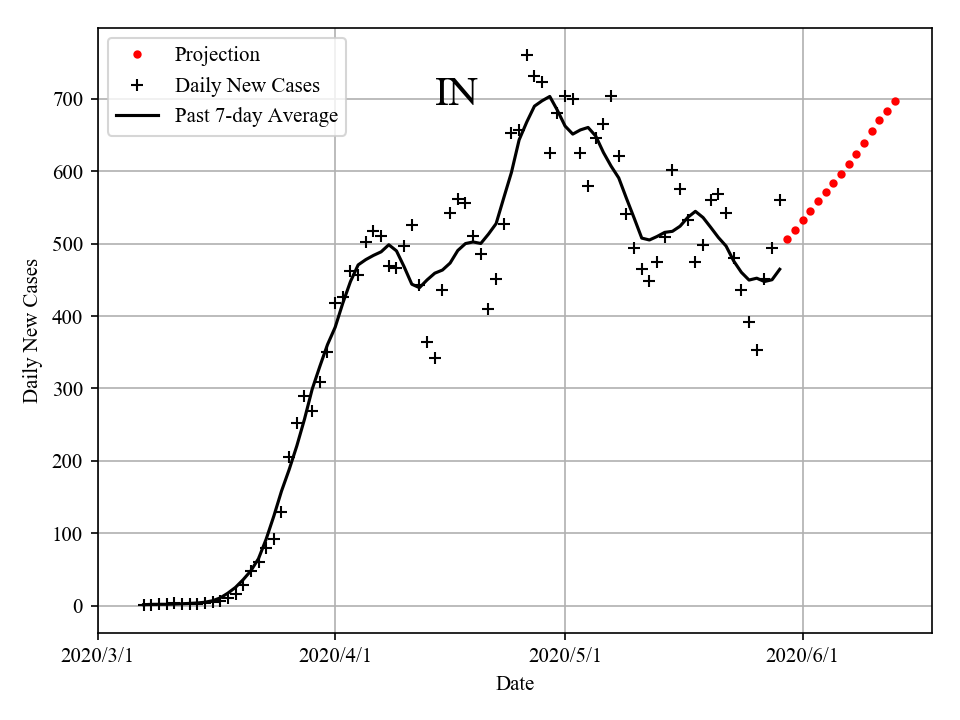 Projection
Daily New Cases
Past 7-day Average
IN
700
600
500
400
300
200
100
0
Daily New Cases
2020/3/1 2020/4/1 2020/5/1 2020/6/1
Date